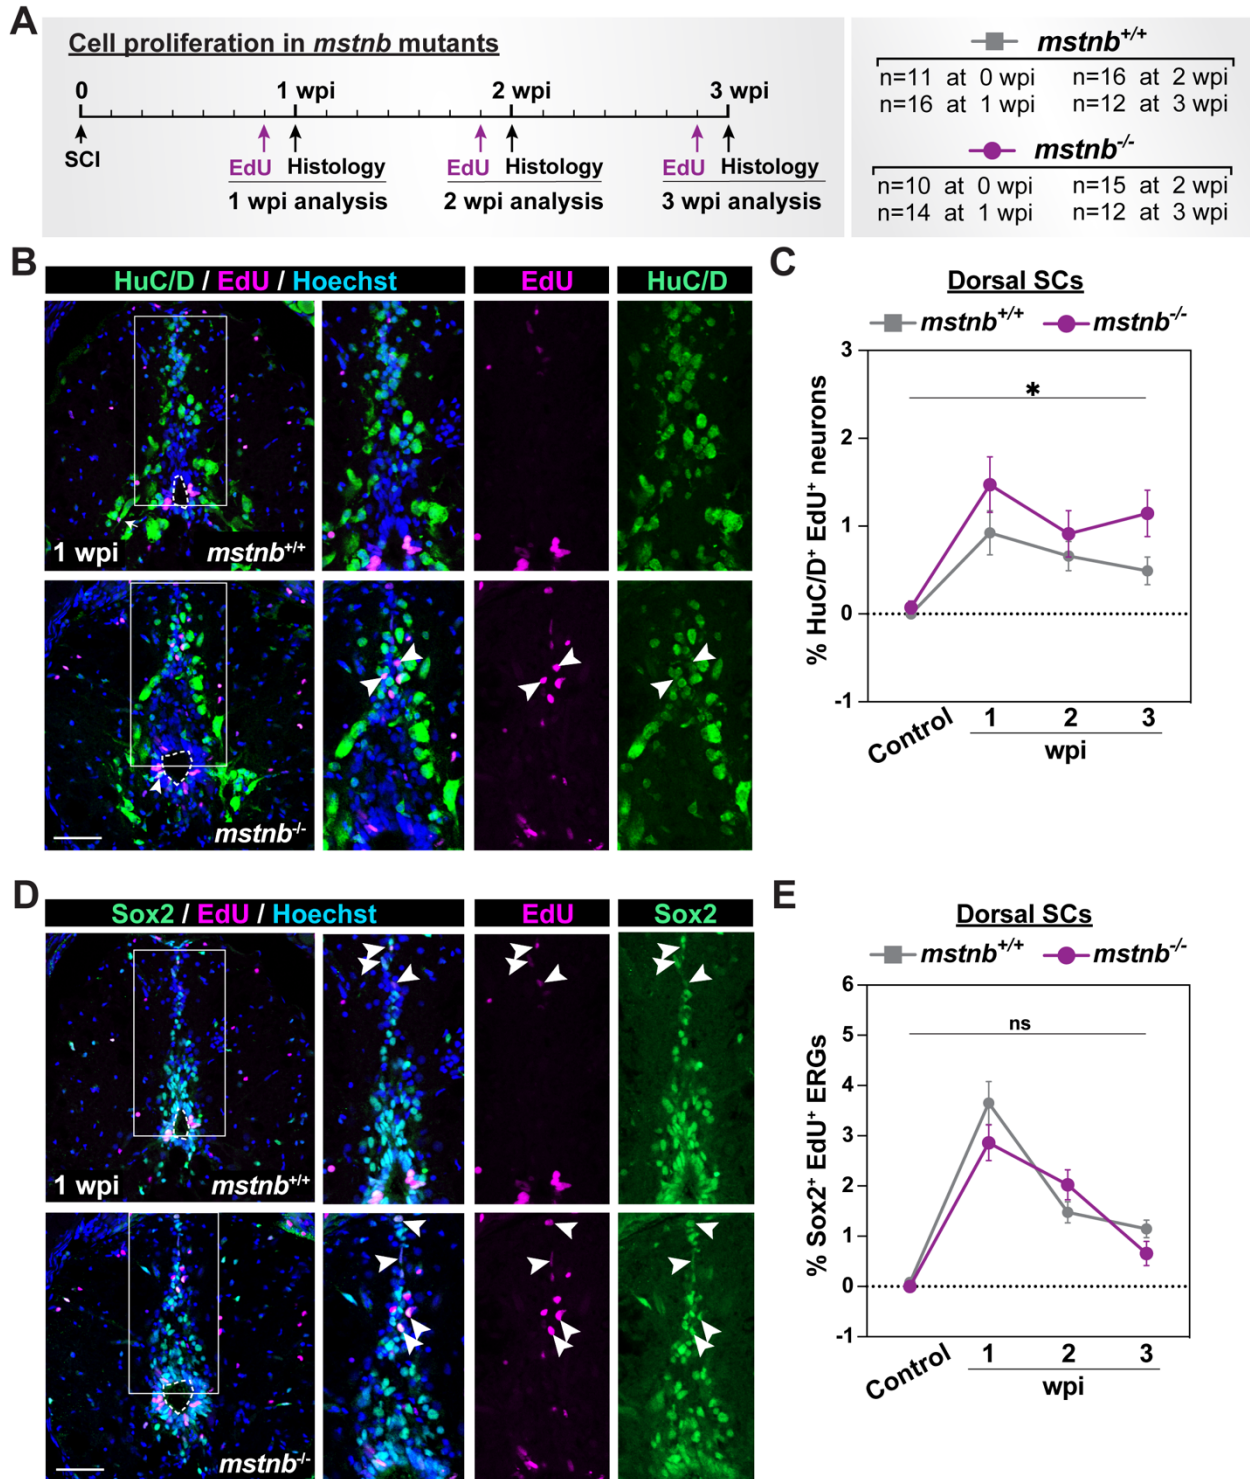 A
Cell proliferation in mstnb mutants
0 1 wpi 2 wpi 3 wpi
SCI
EdU Histology EdU Histology EdU Histology
1 wpi analysis 2 wpi analysis 3 wpi analysis
mstnb+/+
n=11 at 0 wpi n=16 at 2 wpi
n=16 at 1 wpi n=12 at 3 wpi
mstnb-/-
n=10 at 0 wpi n=15 at 2 wpi
n=14 at 1 wpi n=12 at 3 wpi
B
HuC/D / EdU / Hoechst EdU HuC/D
1 wpi mstnb+/+
mstnb-/-
C
Dorsal SCs
mstnb+/+ mstnb-/-
% HuC/D+ EdU+ neurons
3
2
1
0
-1
*
Control 1 2 3
wpi
D
Sox2 / EdU / Hoechst EdU Sox2
1 wpi mstnb+/+
mstnb-/-
E
Dorsal SCs
mstnb+/+ mstnb-/-
% Sox2+ EdU+ ERGs
6
5
4
3
2
1
0
-1
ns
Control 1 2 3
wpi